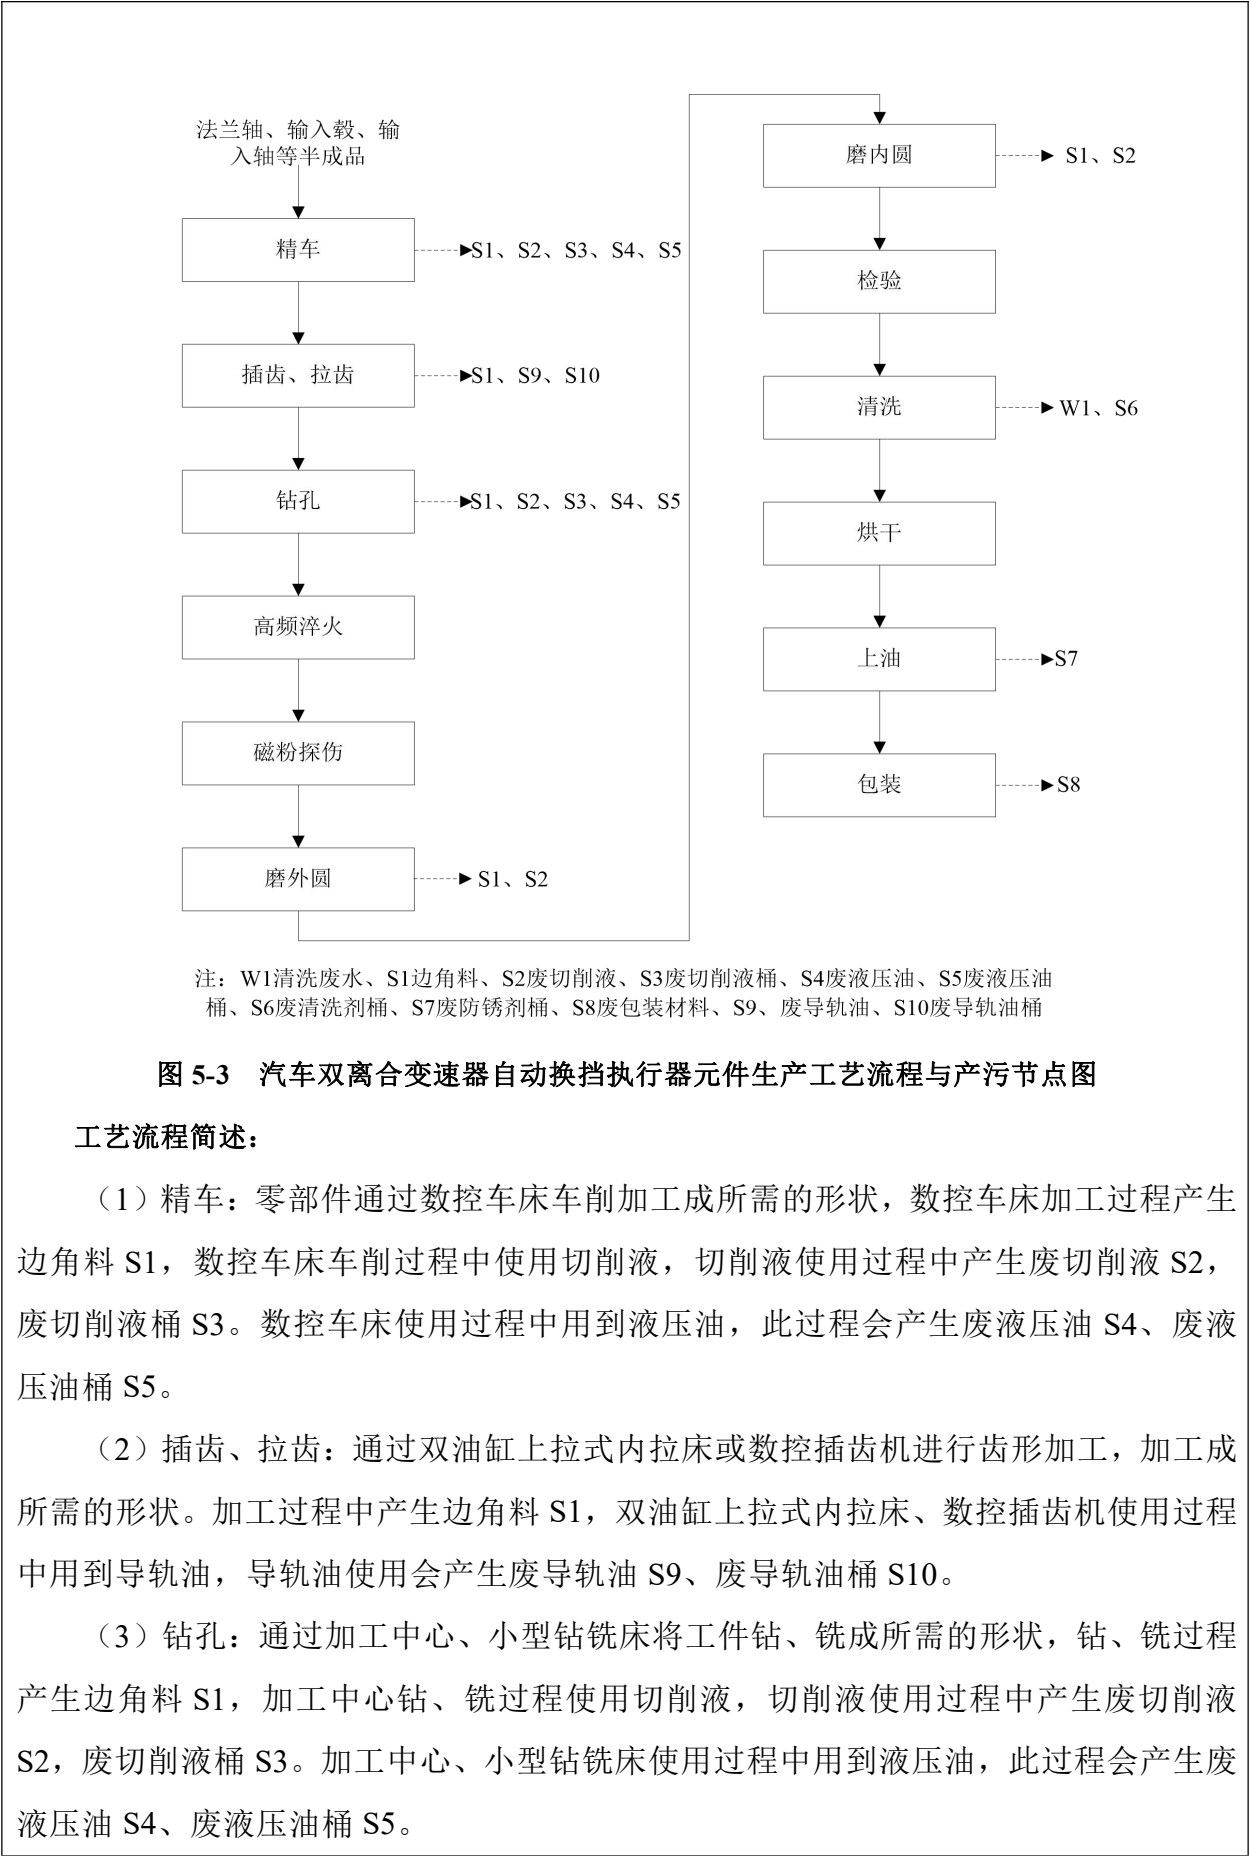 法兰轴、输入毂、输
入轴等半成品
精车
S1、S2、S3、S4、S5
插齿、拉齿
S1、S9、S10
钻孔
S1、S2、S3、S4、S5
高频淬火
磁粉探伤
磨外圆
S1、S2
磨内圆
S1、S2
检验
清洗
W1、S6
烘干
上油
S7
包装
S8
注：W1清洗废水、S1边角料、S2废切削液、S3废切削液桶、S4废液压油、S5废液压油
桶、S6废清洗剂桶、S7废防锈剂桶、S8废包装材料、S9、废导轨油、S10废导轨油桶
图 5-3 汽车双离合变速器自动换挡执行器元件生产工艺流程与产污节点图
工艺流程简述：
（1）精车：零部件通过数控车床车削加工成所需的形状，数控车床加工过程产生
边角料 S1，数控车床车削过程中使用切削液，切削液使用过程中产生废切削液 S2，
废切削液桶 S3。数控车床使用过程中用到液压油，此过程会产生废液压油 S4、废液
压油桶 S5。
（2）插齿、拉齿：通过双油缸上拉式内拉床或数控插齿机进行齿形加工，加工成
所需的形状。加工过程中产生边角料 S1，双油缸上拉式内拉床、数控插齿机使用过程
中用到导轨油，导轨油使用会产生废导轨油 S9、废导轨油桶 S10。
（3）钻孔：通过加工中心、小型钻铣床将工件钻、铣成所需的形状，钻、铣过程
产生边角料 S1，加工中心钻、铣过程使用切削液，切削液使用过程中产生废切削液
S2，废切削液桶 S3。加工中心、小型钻铣床使用过程中用到液压油，此过程会产生废
液压油 S4、废液压油桶 S5。